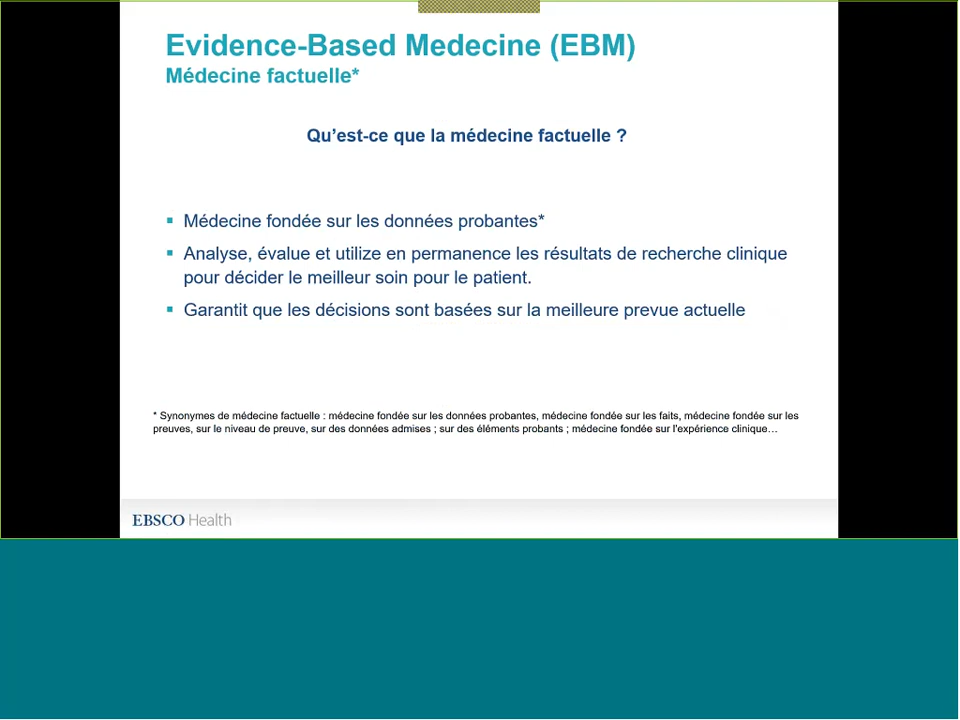 Evidence-Based Medecine (EBM)
Médecine factuelle*
Qu’est-ce que la médecine factuelle ?
Médecine fondée sur les données probantes*
Analyse, évalue et utilize en permanence les résultats de recherche clinique
pour décider le meilleur soin pour le patient.
Garantit que les décisions sont basées sur la meilleure prevue actuelle
* Synonymes de médecine factuelle : médecine fondée sur les données probantes, médecine fondée sur les faits, médecine fondée sur les
preuves, sur le niveau de preuve, sur des données admises ; sur des éléments probants ; médecine fondée sur l'expérience clinique…
EBSCO Health